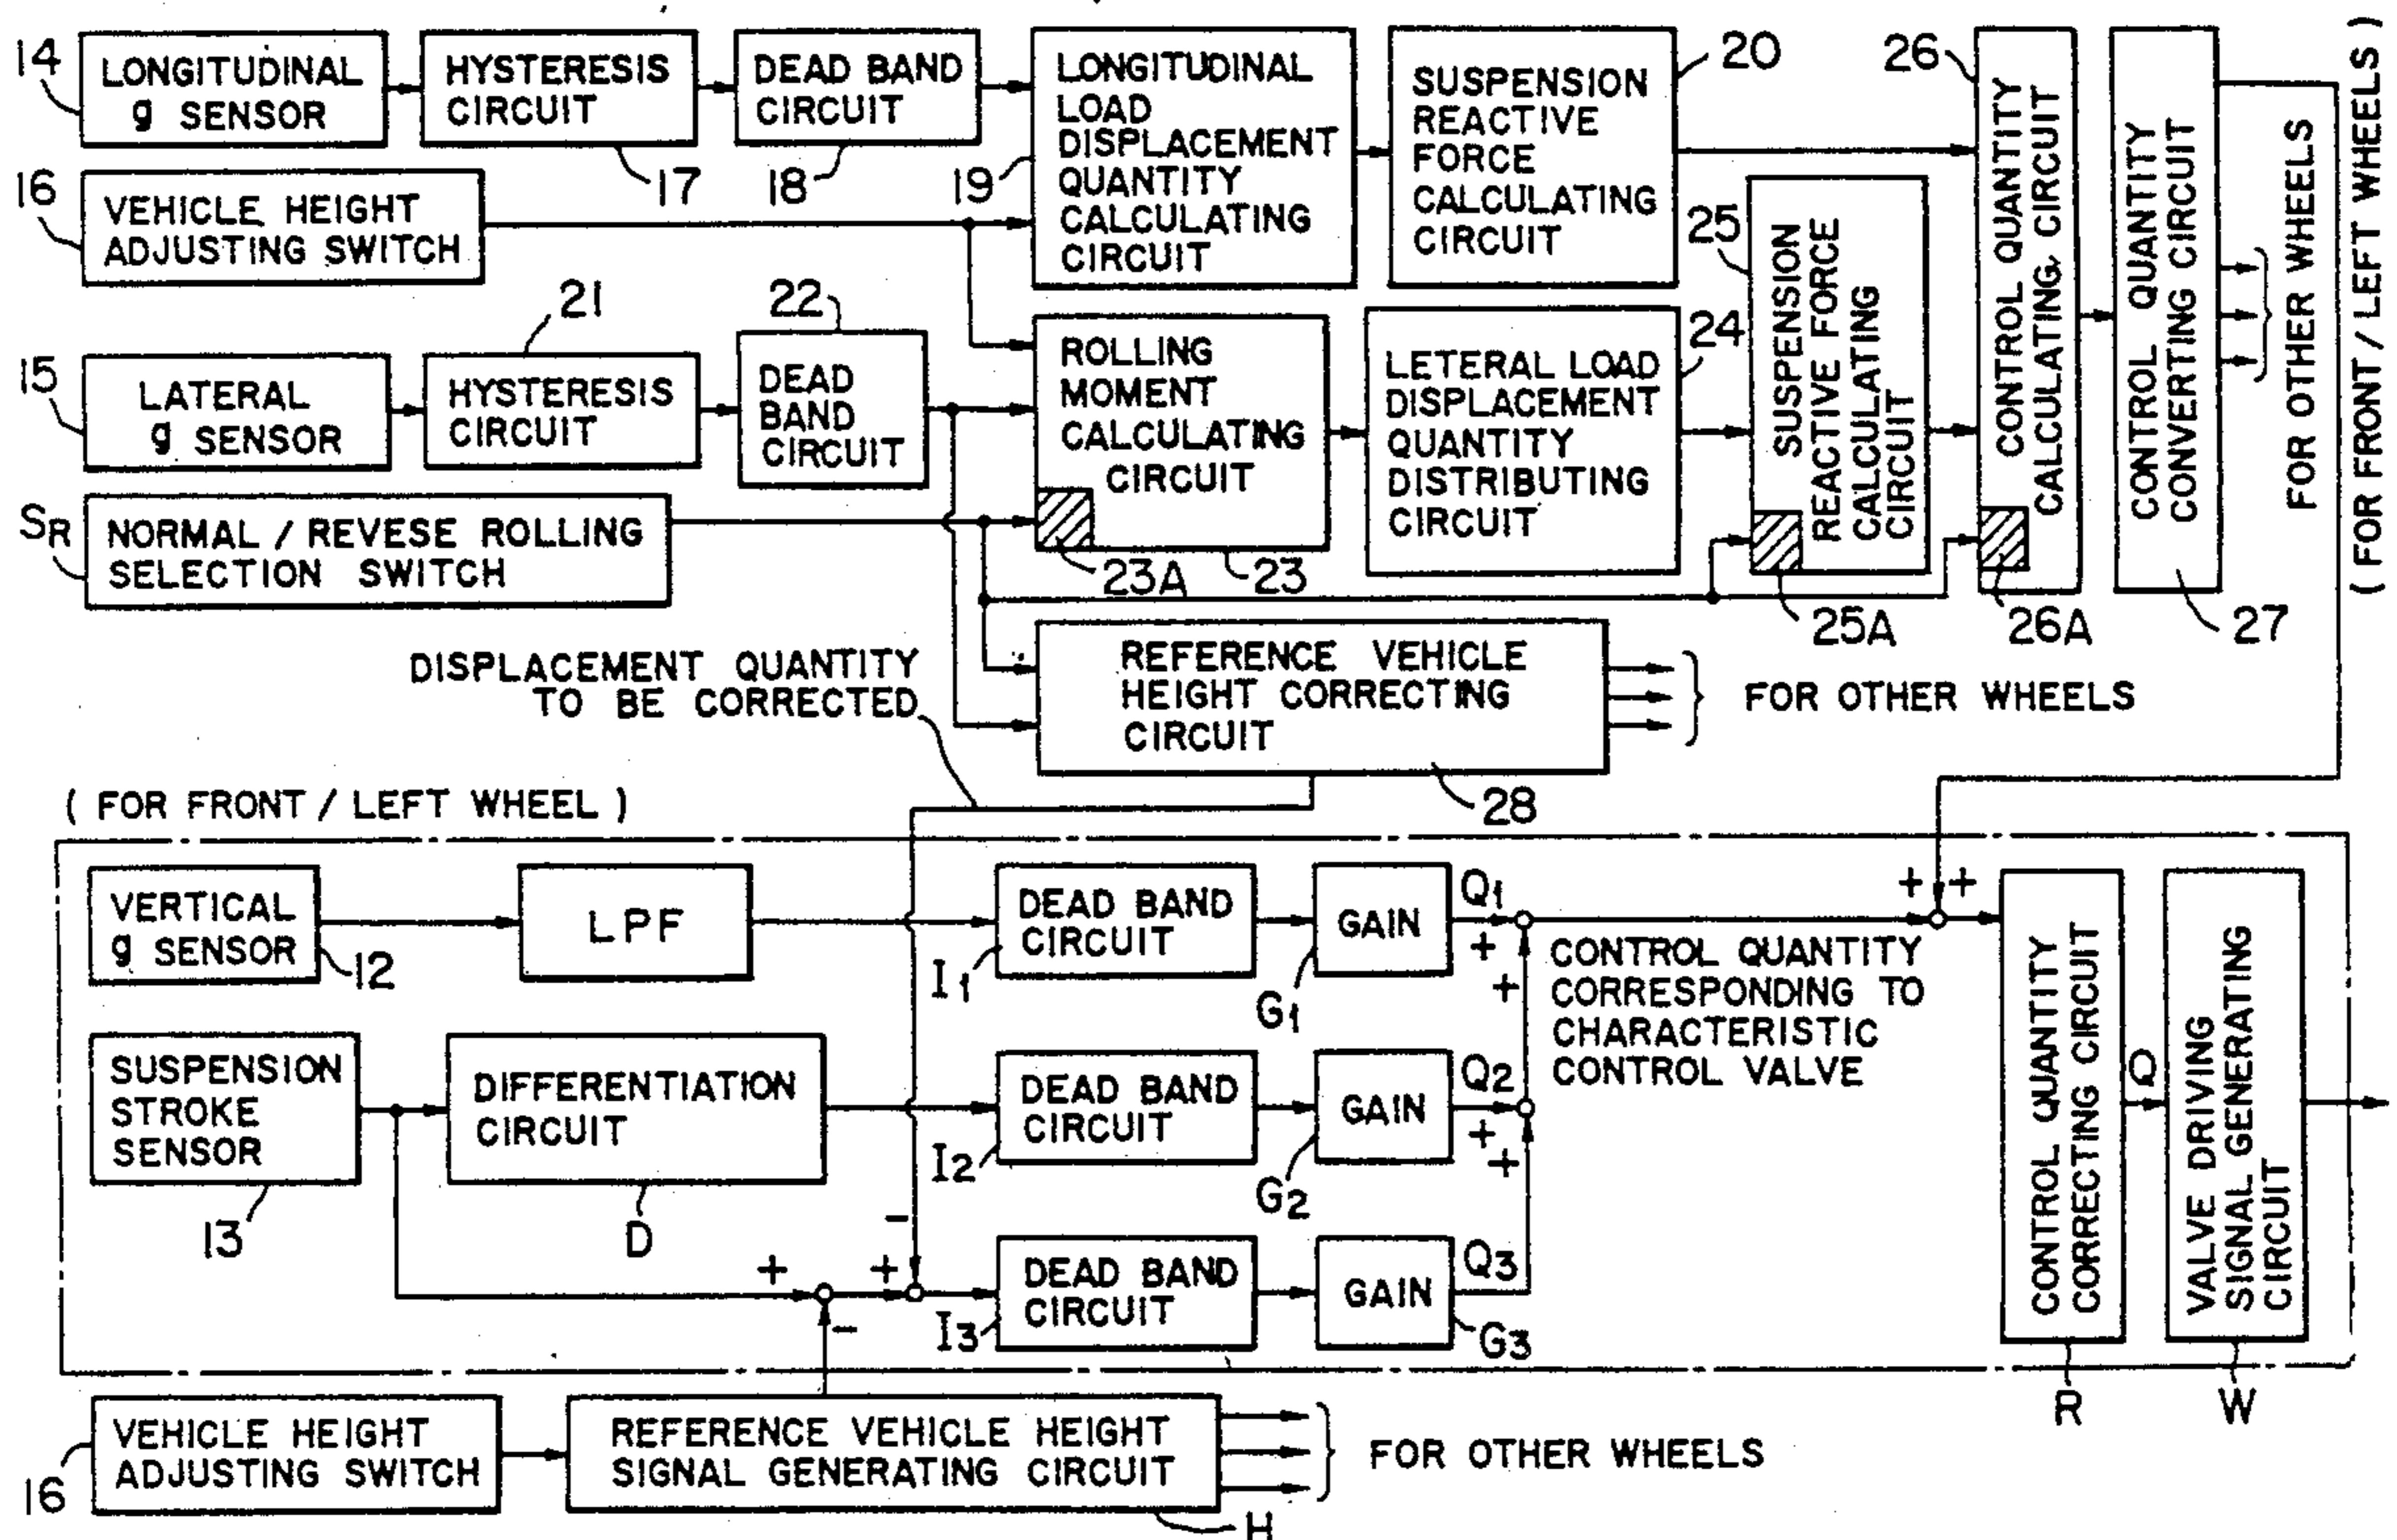 14
LONGITUDINAL
g SENSOR
HYSTERESIS
CIRCUIT
17
DEAD BAND
CIRCUIT
18
LONGITUDINAL
LOAD
DISPLACEMENT
QUANTITY
CALCULATING
CIRCUIT
19
SUSPENSION
REACTIVE
FORCE
CALCULATING
CIRCUIT
20
16
VEHICLE HEIGHT
ADJUSTING SWITCH
15
LATERAL
g SENSOR
21
HYSTERESIS
CIRCUIT
22
DEAD
BAND
CIRCUIT
ROLLING
MOMENT
CALCULATING
CIRCUIT
23A
23
LETERAL LOAD
DISPLACEMENT
QUANTITY
DISTRIBUTING
CIRCUIT
24
25
SUSPENSION
REACTIVE FORCE
CALCULATING
CIRCUIT
25A
26
CONTROL QUANTITY
CALCULATING CIRCUIT
26A
CONTROL QUANTITY
CONVERTING CIRCUIT
27
FOR OTHER WHEELS
( FOR FRONT / LEFT WHEELS )
SR
NORMAL / REVESE ROLLING
SELECTION SWITCH
DISPLACEMENT QUANTITY
TO BE CORRECTED
REFERENCE VEHICLE
HEIGHT CORRECTING
CIRCUIT
28
FOR OTHER WHEELS
( FOR FRONT / LEFT WHEEL )
VERTICAL
g SENSOR
12
LPF
DEAD BAND
CIRCUIT
I1
GAIN
G1
Q1
+
+
+ +
CONTROL QUANTITY
CORRESPONDING TO
CHARACTERISTIC
CONTROL VALVE
SUSPENSION
STROKE
SENSOR
13
DIFFERENTIATION
CIRCUIT
D
DEAD BAND
CIRCUIT
I2
GAIN
G2
Q2
+
+
-
+
+
-
DEAD BAND
CIRCUIT
I3
GAIN
G3
Q3
CONTROL QUANTITY
CORRECTING CIRCUIT
R
Q
VALVE DRIVING
SIGNAL GENERATING
CIRCUIT
W
16
VEHICLE HEIGHT
ADJUSTING SWITCH
REFERENCE VEHICLE HEIGHT
SIGNAL GENERATING CIRCUIT
H
FOR OTHER WHEELS